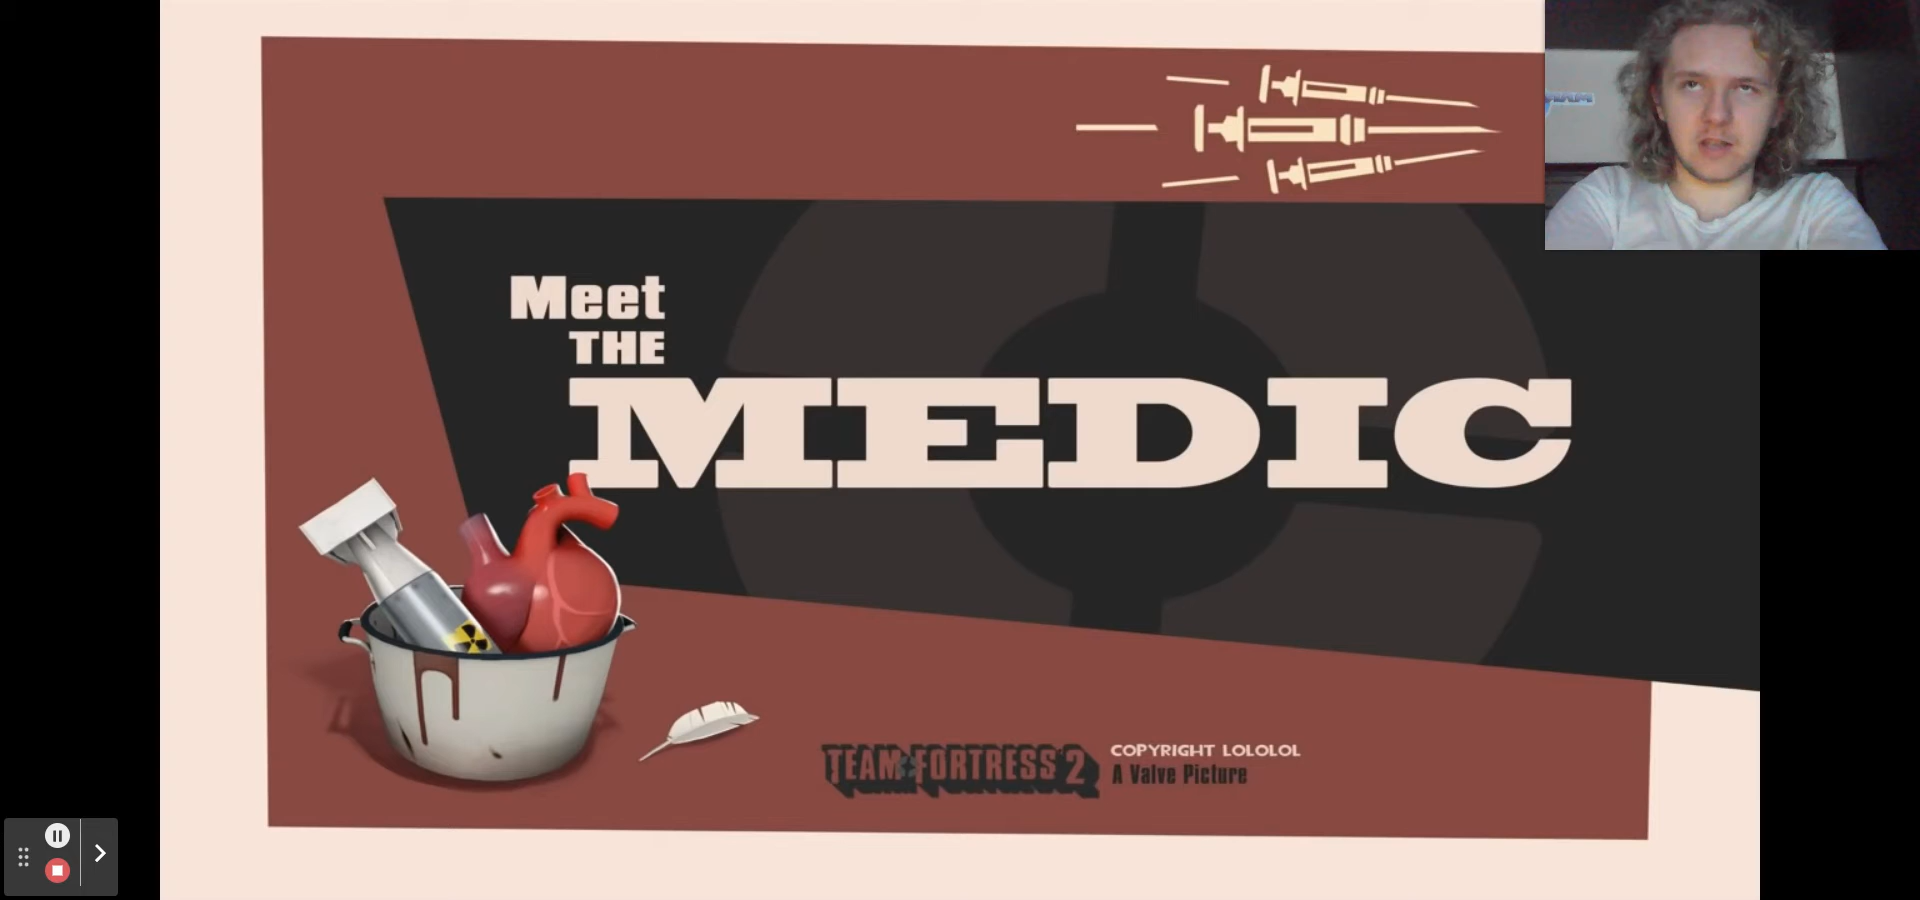 Meet
THE
MEDIC
TEAM FORTRESS 2
COPYRIGHT LOLOLOL
A Valve Picture